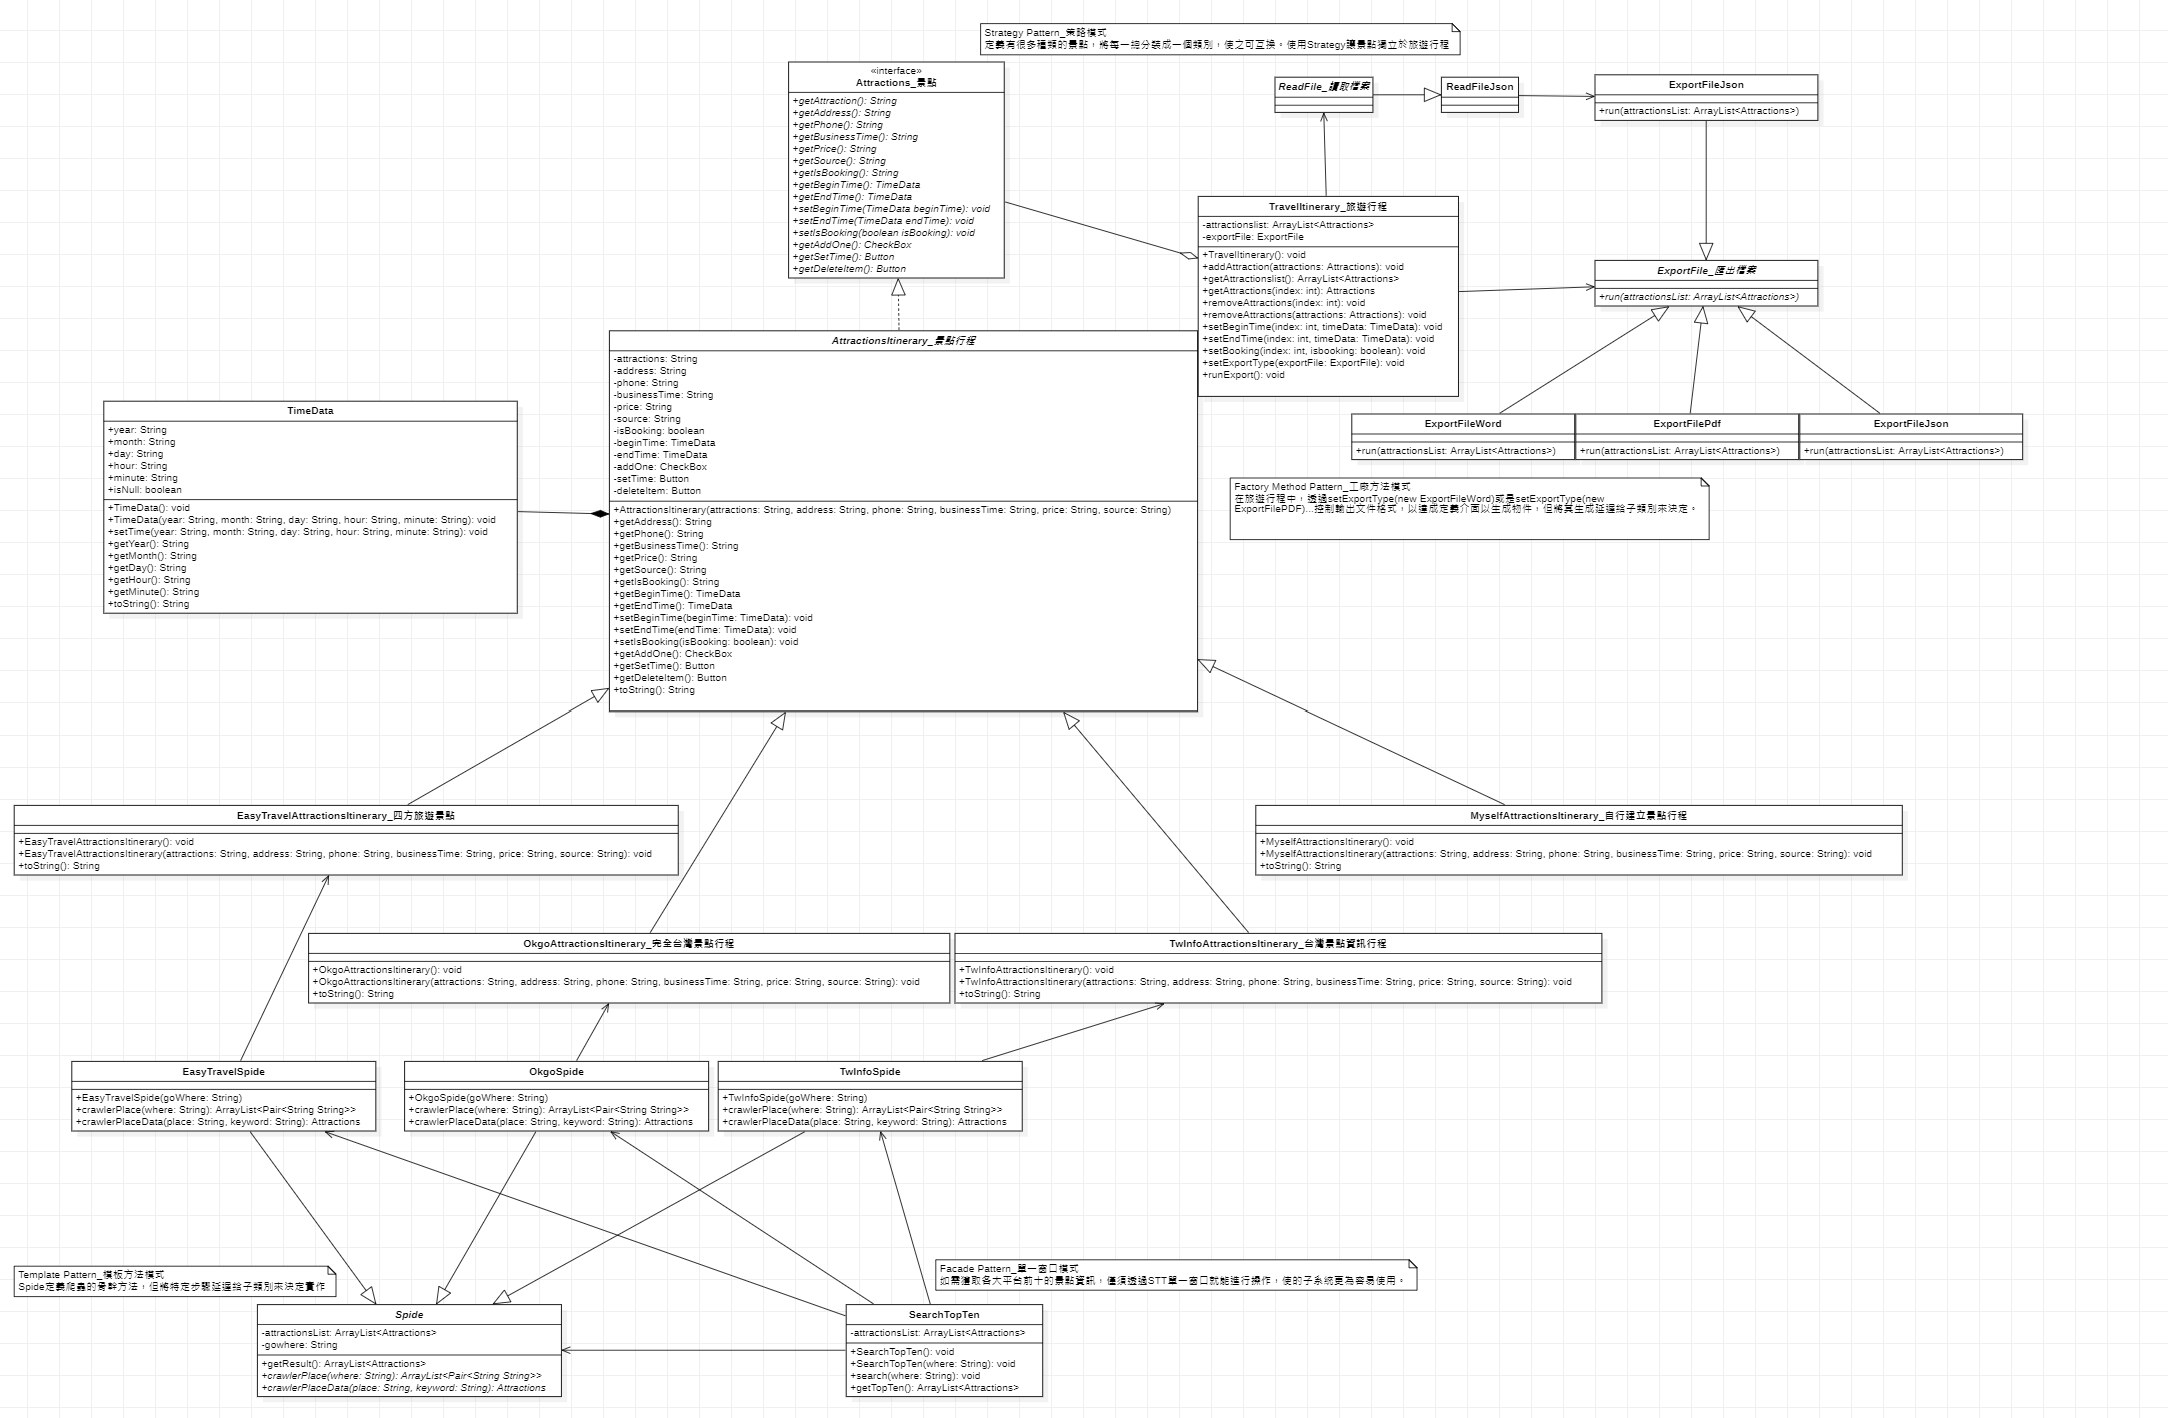 Strategy Pattern_策略模式
定義有很多種類的景點，將每一總分裝成一個類別，使之可互換。使用Strategy讓景點獨立於旅遊行程
«interface»
Attractions_景點
+getAttraction(): String
+getAddress(): String
+getPhone(): String
+getBusinessTime(): String
+getPrice(): String
+getSource(): String
+getIsBooking(): String
+getBeginTime(): TimeData
+getEndTime(): TimeData
+setBeginTime(TimeData beginTime): void
+setEndTime(TimeData endTime): void
+setIsBooking(boolean isBooking): void
+getAddOne(): CheckBox
+getSetTime(): Button
+getDeleteItem(): Button
ReadFile_讀取檔案
ReadFileJson
ExportFileJson
+run(attractionsList: ArrayList<Attractions>)
TravelItinerary_旅遊行程
-attractionslist: ArrayList<Attractions>
-exportFile: ExportFile
+TravelItinerary(): void
+addAttraction(attractions: Attractions): void
+getAttractionslist(): ArrayList<Attractions>
+getAttractions(index: int): Attractions
+removeAttractions(index: int): void
+removeAttractions(attractions: Attractions): void
+setBeginTime(index: int, timeData: TimeData): void
+setEndTime(index: int, timeData: TimeData): void
+setBooking(index: int, isbooking: boolean): void
+setExportType(exportFile: ExportFile): void
+runExport(): void
ExportFile_匯出檔案
+run(attractionsList: ArrayList<Attractions>)
AttractionsItinerary_景點行程
-attractions: String
-address: String
-phone: String
-businessTime: String
-price: String
-source: String
-isBooking: boolean
-beginTime: TimeData
-endTime: TimeData
-addOne: CheckBox
-setTime: Button
-deleteItem: Button
+AttractionsItinerary(attractions: String, address: String, phone: String, businessTime: String, price: String, source: String)
+getAddress(): String
+getPhone(): String
+getBusinessTime(): String
+getPrice(): String
+getSource(): String
+getIsBooking(): String
+getBeginTime(): TimeData
+getEndTime(): TimeData
+setBeginTime(beginTime: TimeData): void
+setEndTime(endTime: TimeData): void
+setIsBooking(isBooking: boolean): void
+getAddOne(): CheckBox
+getSetTime(): Button
+getDeleteItem(): Button
+toString(): String
TimeData
+year: String
+month: String
+day: String
+hour: String
+minute: String
+isNull: boolean
+TimeData(): void
+TimeData(year: String, month: String, day: String, hour: String, minute: String): void
+setTime(year: String, month: String, day: String, hour: String, minute: String): void
+getYear(): String
+getMonth(): String
+getDay(): String
+getHour(): String
+getMinute(): String
+toString(): String
ExportFileWord
+run(attractionsList: ArrayList<Attractions>)
ExportFilePdf
+run(attractionsList: ArrayList<Attractions>)
ExportFileJson
+run(attractionsList: ArrayList<Attractions>)
Factory Method Pattern_工廠方法模式
在旅遊行程中，透過setExportType(new ExportFileWord)或是setExportType(new
ExportFilePDF)...控制輸出文件格式，以達成定義介面以生成物件，但將其生成延遲給子類別來決定。
EasyTravelAttractionsItinerary_四方旅遊景點
+EasyTravelAttractionsItinerary(): void
+EasyTravelAttractionsItinerary(attractions: String, address: String, phone: String, businessTime: String, price: String, source: String): void
+toString(): String
MyselfAttractionsItinerary_自行建立景點行程
+MyselfAttractionsItinerary(): void
+MyselfAttractionsItinerary(attractions: String, address: String, phone: String, businessTime: String, price: String, source: String): void
+toString(): String
OkgoAttractionsItinerary_完全台灣景點行程
+OkgoAttractionsItinerary(): void
+OkgoAttractionsItinerary(attractions: String, address: String, phone: String, businessTime: String, price: String, source: String): void
+toString(): String
TwInfoAttractionsItinerary_台灣景點資訊行程
+TwInfoAttractionsItinerary(): void
+TwInfoAttractionsItinerary(attractions: String, address: String, phone: String, businessTime: String, price: String, source: String): void
+toString(): String
EasyTravelSpide
+EasyTravelSpide(goWhere: String)
+crawlerPlace(where: String): ArrayList<Pair<String String>>
+crawlerPlaceData(place: String, keyword: String): Attractions
OkgoSpide
+OkgoSpide(goWhere: String)
+crawlerPlace(where: String): ArrayList<Pair<String String>>
+crawlerPlaceData(place: String, keyword: String): Attractions
TwInfoSpide
+TwInfoSpide(goWhere: String)
+crawlerPlace(where: String): ArrayList<Pair<String String>>
+crawlerPlaceData(place: String, keyword: String): Attractions
Template Pattern_模板方法模式
Spide定義爬蟲的骨幹方法，但將特定步驟延遲給子類別來決定實作
Facade Pattern_單一窗口模式
如需獲取各大平台前十的景點資訊，僅須透過STT單一窗口就能進行操作，使的子系統更為容易使用。
Spide
-attractionsList: ArrayList<Attractions>
-gowhere: String
+getResult(): ArrayList<Attractions>
+crawlerPlace(where: String): ArrayList<Pair<String String>>
+crawlerPlaceData(place: String, keyword: String): Attractions
SearchTopTen
-attractionsList: ArrayList<Attractions>
+SearchTopTen(): void
+SearchTopTen(where: String): void
+search(where: String): void
+getTopTen(): ArrayList<Attractions>